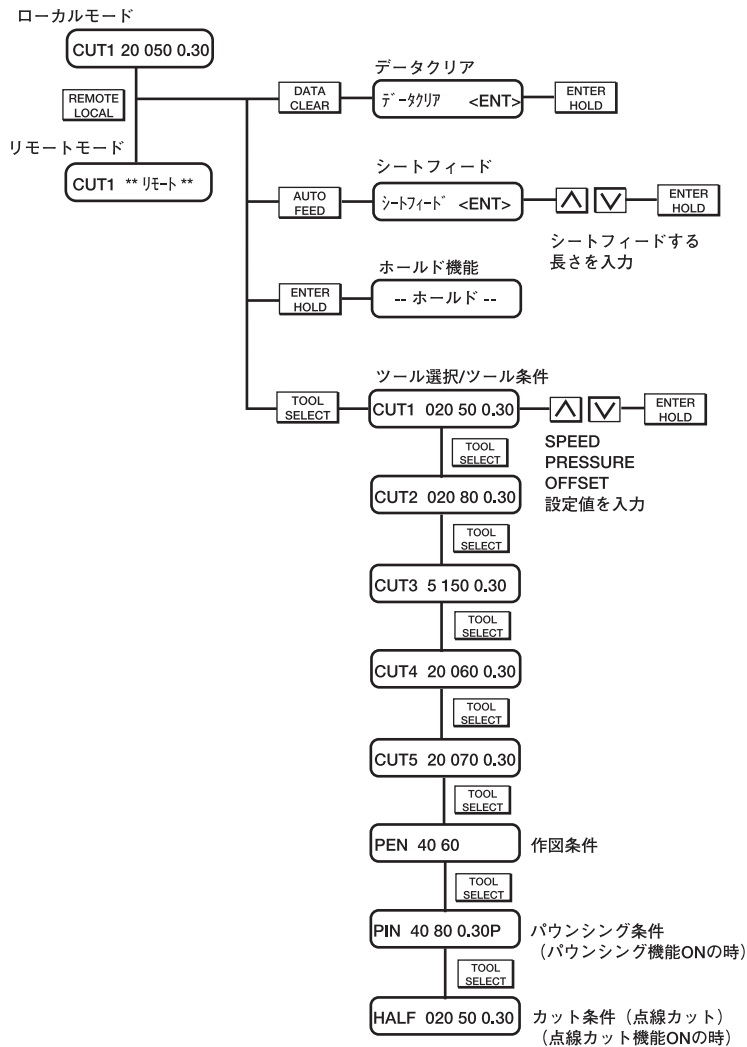 ローカルモード
CUT1 20 050 0.30
REMOTE
LOCAL
リモートモード
CUT1 ** ﾘﾓｰﾄ **
データクリア
DATA
CLEAR
ﾃﾞｰﾀｸﾘｱ <ENT>
ENTER
HOLD
シートフィード
AUTO
FEED
ｼｰﾄﾌｨｰﾄﾞ <ENT>
ENTER
HOLD
シートフィードする
長さを入力
ホールド機能
ENTER
HOLD
-- ホールド --
ツール選択/ツール条件
TOOL
SELECT
CUT1 020 50 0.30
ENTER
HOLD
SPEED
PRESSURE
OFFSET
設定値を入力
TOOL
SELECT
CUT2 020 80 0.30
TOOL
SELECT
CUT3 5 150 0.30
TOOL
SELECT
CUT4 20 060 0.30
TOOL
SELECT
CUT5 20 070 0.30
TOOL
SELECT
PEN 40 60 作図条件
TOOL
SELECT
PIN 40 80 0.30P パウンシング条件
（パウンシング機能ONの時）
TOOL
SELECT
HALF 020 50 0.30 カット条件（点線カット）
（点線カット機能ONの時）